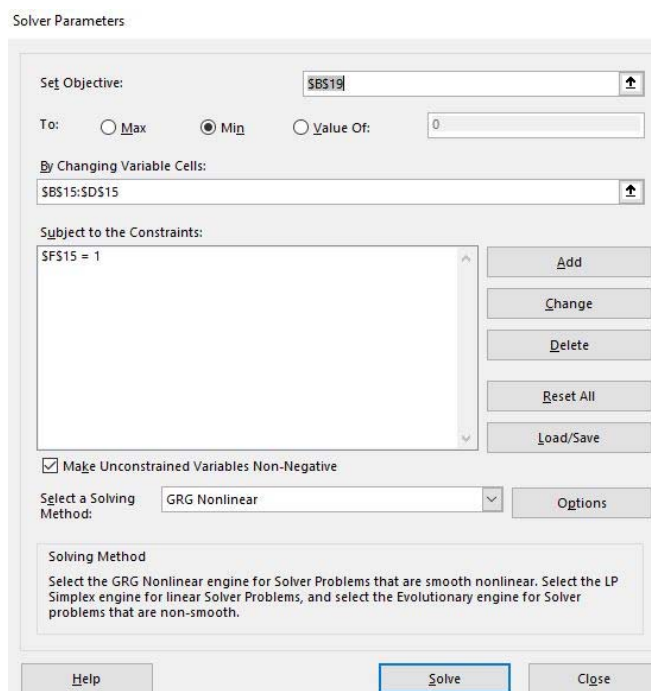 Solver Parameters
Set Objective:
$B$19
To:
Max
Min
Value Of:
0
By Changing Variable Cells:
$B$15:$D$15
Subject to the Constraints:
$F$15 = 1
Add
Change
Delete
Reset All
Load/Save
Make Unconstrained Variables Non-Negative
Select a Solving
Method:
GRG Nonlinear
Options
Solving Method
Select the GRG Nonlinear engine for Solver Problems that are smooth nonlinear. Select the LP
Simplex engine for linear Solver Problems, and select the Evolutionary engine for Solver
problems that are non-smooth.
Help
Solve
Close